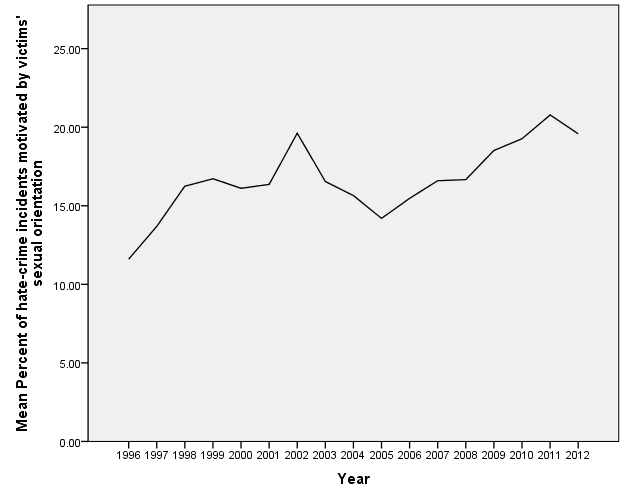 Mean Percent of hate-crime incidents motivated by victims'
sexual orientation
25.00
20.00
15.00
10.00
5.00
0.00
1996 1997 1998 1999 2000 2001 2002 2003 2004 2005 2006 2007 2008 2009 2010 2011 2012
Year